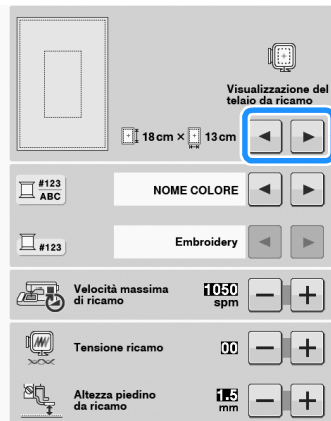 Visualizzazione del
telaio da ricamo
18 cm × 13 cm
#123
ABC
NOME COLORE
#123
Embroidery
Velocità massima
di ricamo
1050
spm
Tensione ricamo
00
Altezza piedino
da ricamo
1.5
mm